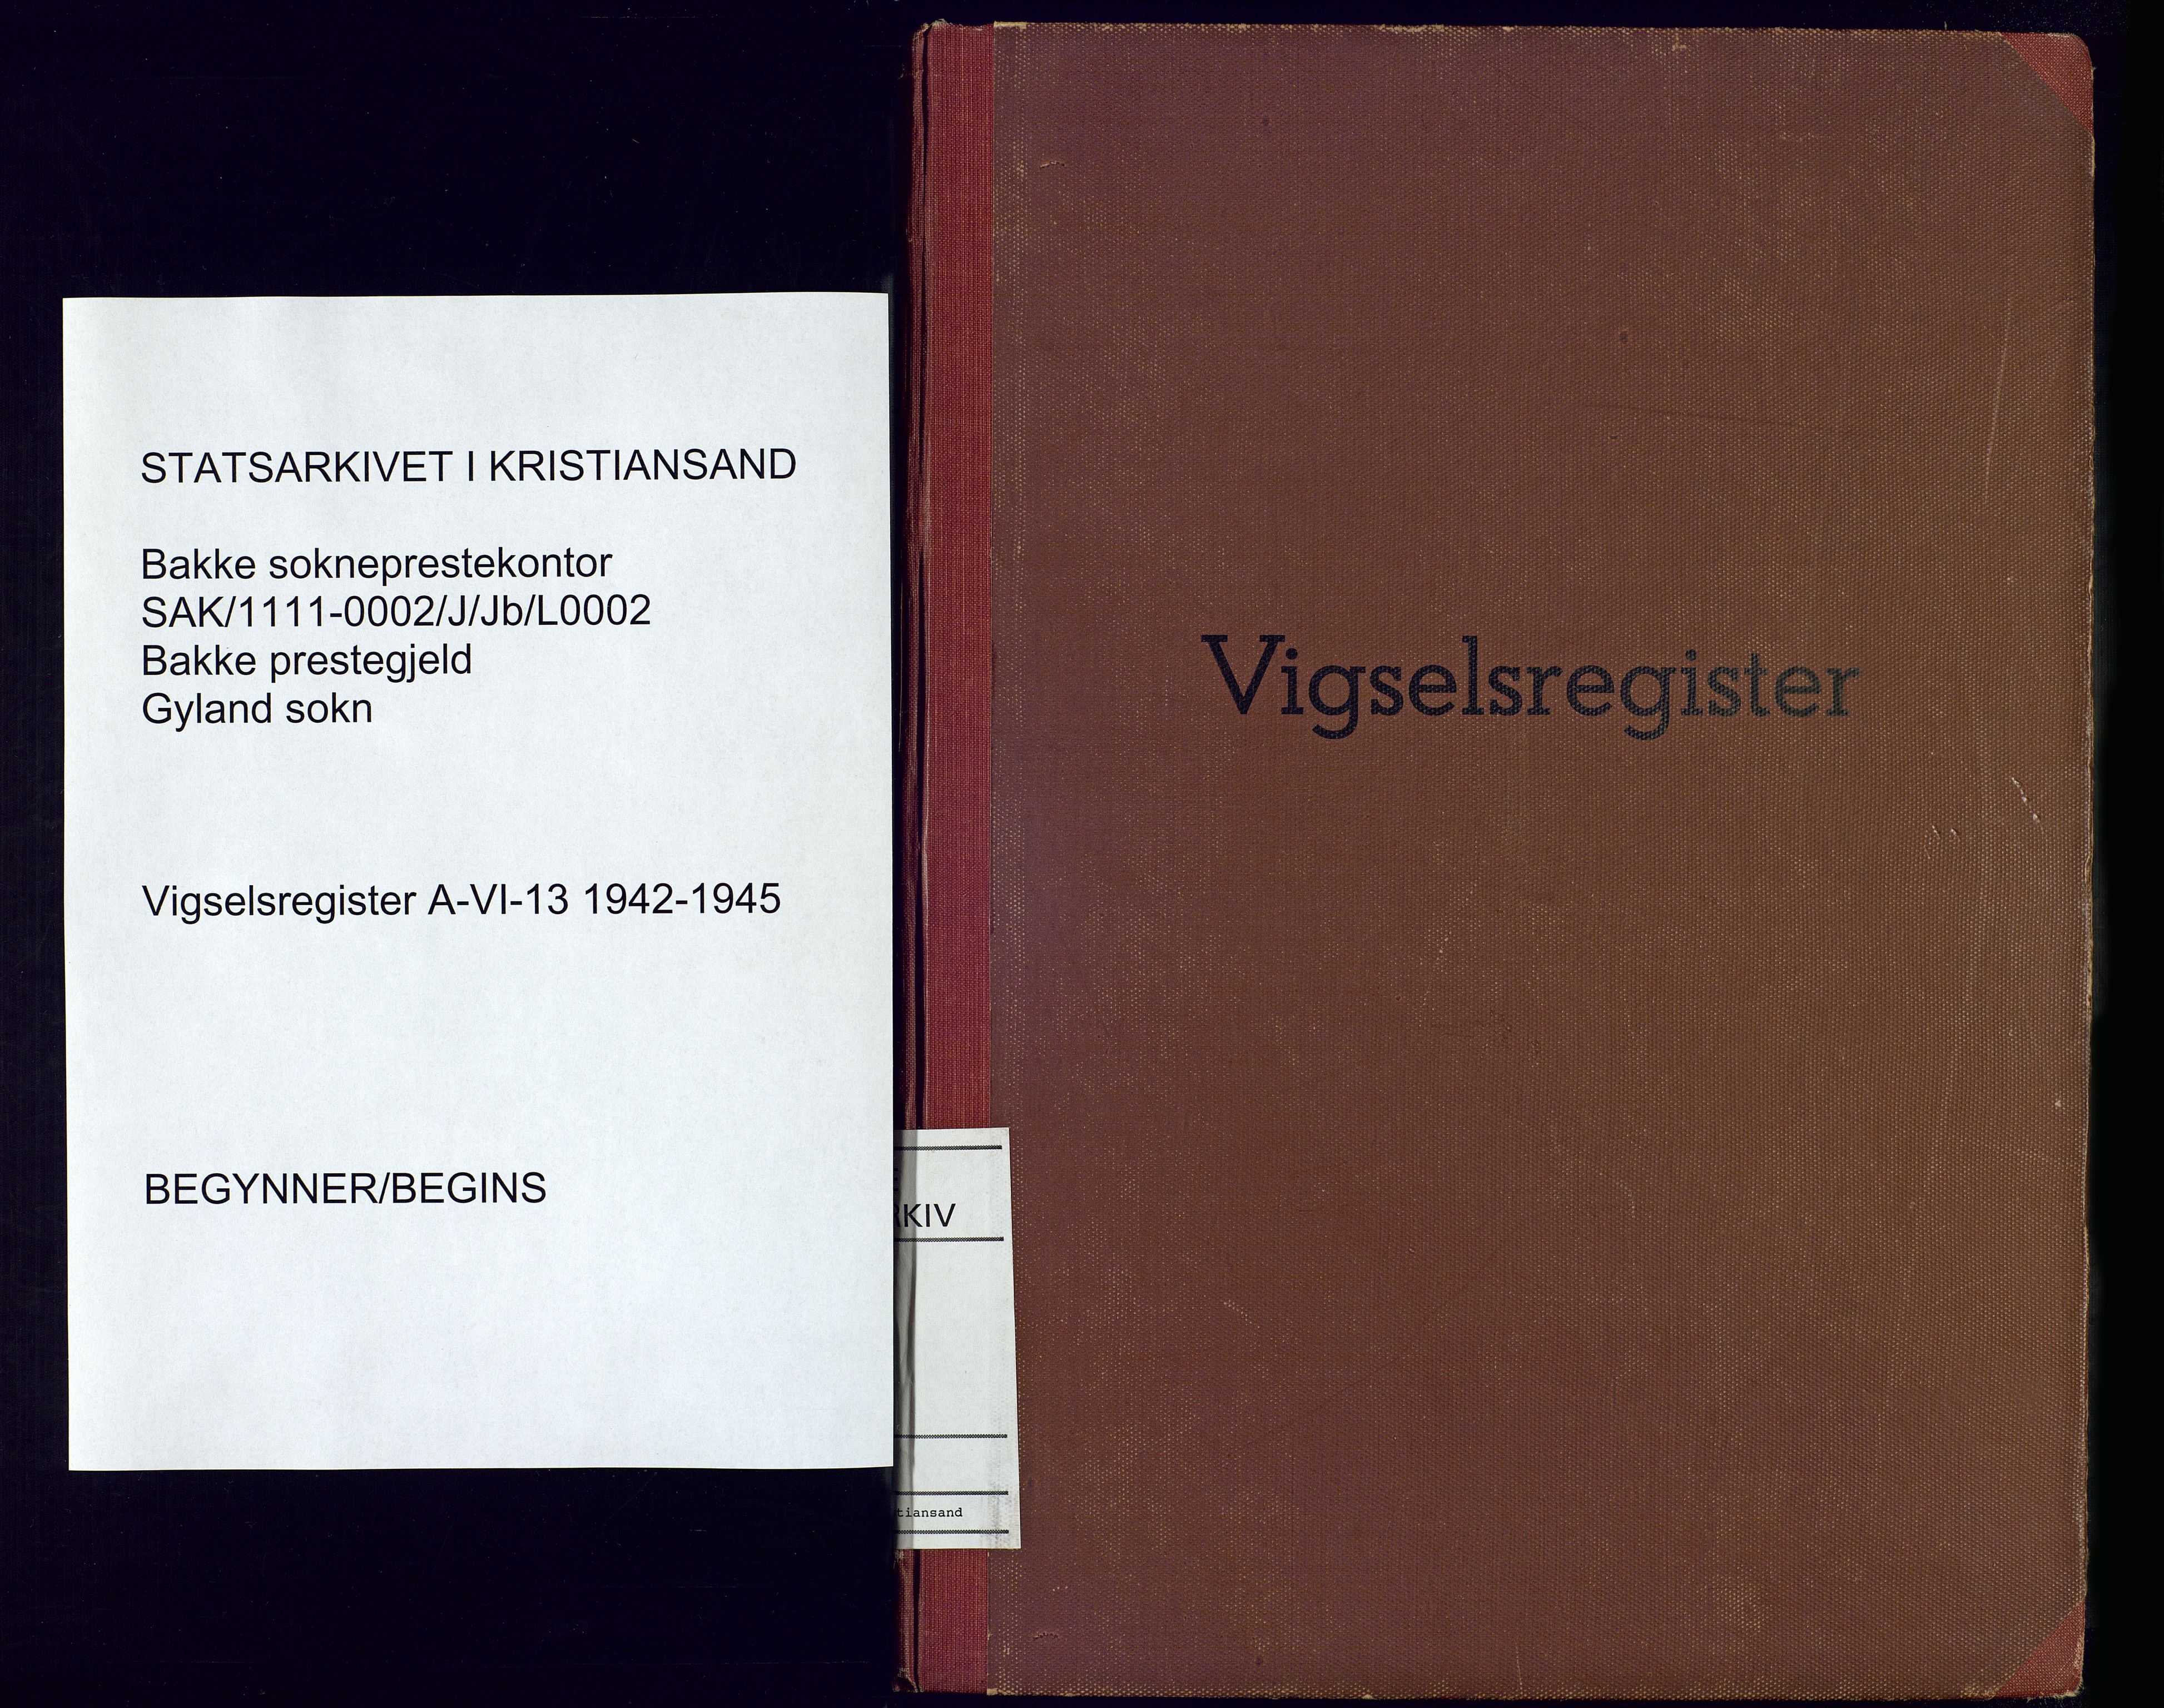 STATSARKIVET I KRISTIANSAND
Bakke sokneprestekontor
SAK/1111-0002/J/Jb/L0002
Bakke prestegjeld
Gyland sokn
Vigselsregister A-VI-13 1942-1945
BEGYNNER/BEGINS
Vigselsregister
RKIV
tiansand